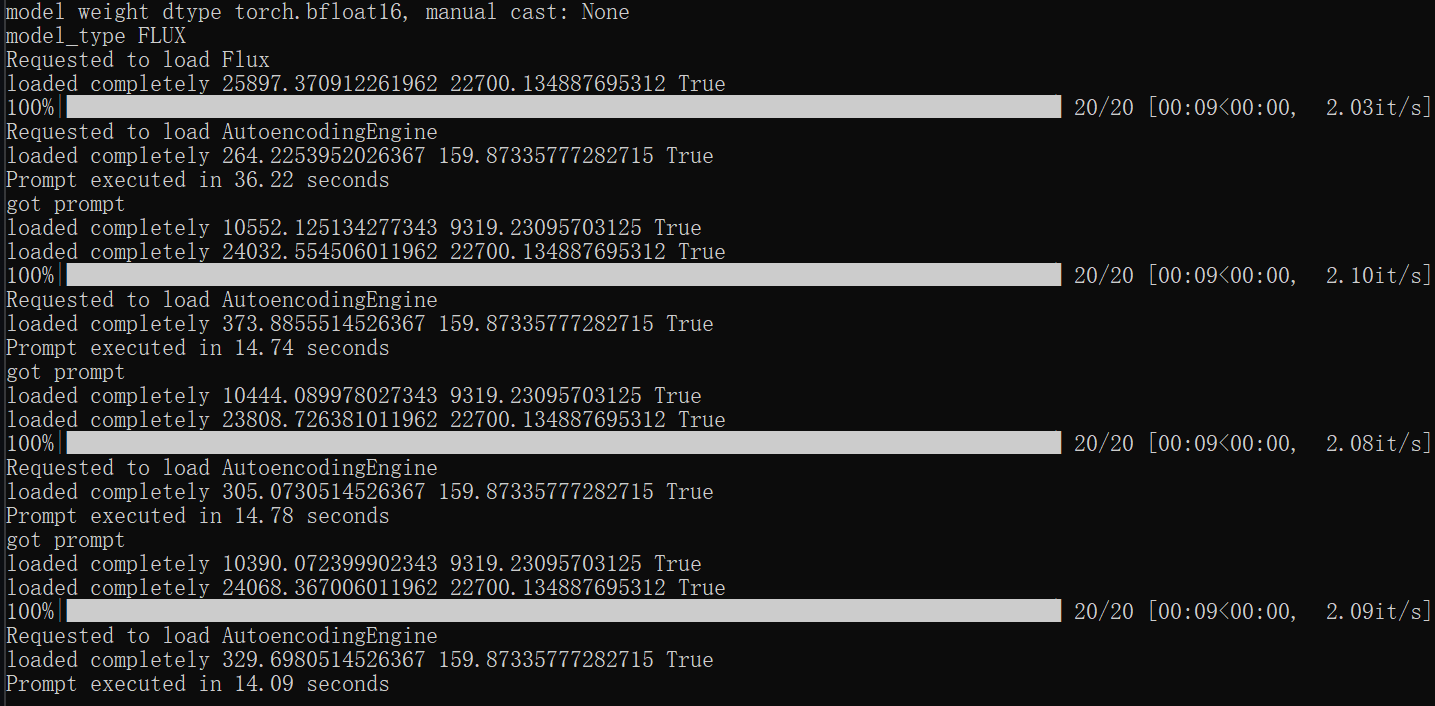 model weight dtype torch.bfloat16, manual cast: None
model_type FLUX
Requested to load Flux
loaded completely 25897.370912261962 22700.134887695312 True
100%| 20/20 [00:09<00:00,  2.03it/s]
Requested to load AutoencodingEngine
loaded completely 264.2253952026367 159.87335777282715 True
Prompt executed in 36.22 seconds
got prompt
loaded completely 10552.125134277343 9319.23095703125 True
loaded completely 24032.554506011962 22700.134887695312 True
100%| 20/20 [00:09<00:00,  2.10it/s]
Requested to load AutoencodingEngine
loaded completely 373.8855514526367 159.87335777282715 True
Prompt executed in 14.74 seconds
got prompt
loaded completely 10444.089978027343 9319.23095703125 True
loaded completely 23808.726381011962 22700.134887695312 True
100%| 20/20 [00:09<00:00,  2.08it/s]
Requested to load AutoencodingEngine
loaded completely 305.0730514526367 159.87335777282715 True
Prompt executed in 14.78 seconds
got prompt
loaded completely 10390.072399902343 9319.23095703125 True
loaded completely 24068.367006011962 22700.134887695312 True
100%| 20/20 [00:09<00:00,  2.09it/s]
Requested to load AutoencodingEngine
loaded completely 329.6980514526367 159.87335777282715 True
Prompt executed in 14.09 seconds